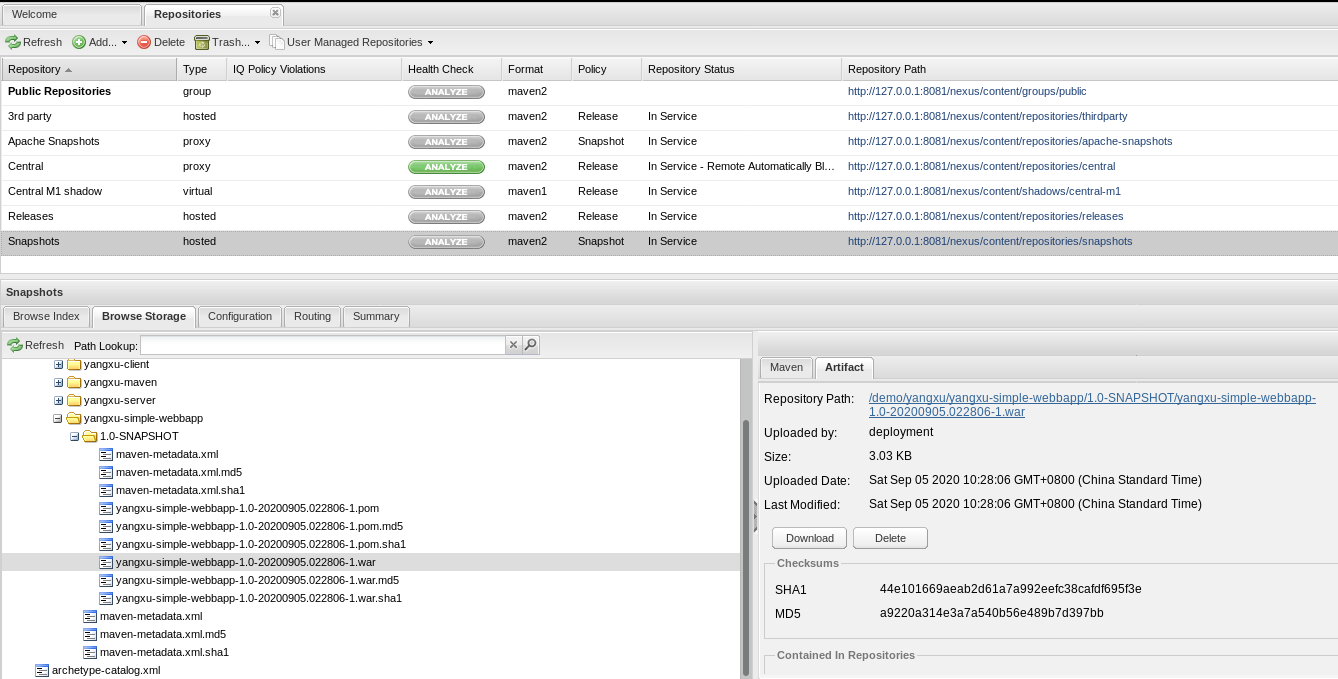 Welcome Repositories
Refresh Add... Delete Trash... User Managed Repositories
Repository Type IQ Policy Violations Health Check Format Policy Repository Status Repository Path
Public Repositories group ANALYZE maven2 http://127.0.0.1:8081/nexus/content/groups/public
3rd party hosted ANALYZE maven2 Release In Service http://127.0.0.1:8081/nexus/content/repositories/thirdparty
Apache Snapshots proxy ANALYZE maven2 Snapshot In Service http://127.0.0.1:8081/nexus/content/repositories/apache-snapshots
Central proxy ANALYZE maven2 Release In Service - Remote Automatically Bl... http://127.0.0.1:8081/nexus/content/repositories/central
Central M1 shadow virtual ANALYZE maven1 Release In Service http://127.0.0.1:8081/nexus/content/shadows/central-m1
Releases hosted ANALYZE maven2 Release In Service http://127.0.0.1:8081/nexus/content/repositories/releases
Snapshots hosted ANALYZE maven2 Snapshot In Service http://127.0.0.1:8081/nexus/content/repositories/snapshots
Snapshots
Browse Index Browse Storage Configuration Routing Summary
Refresh Path Lookup:
yangxu-client
yangxu-maven
yangxu-server
yangxu-simple-webbapp
1.0-SNAPSHOT
maven-metadata.xml
maven-metadata.xml.md5
maven-metadata.xml.sha1
yangxu-simple-webbapp-1.0-20200905.022806-1.pom
yangxu-simple-webbapp-1.0-20200905.022806-1.pom.md5
yangxu-simple-webbapp-1.0-20200905.022806-1.pom.sha1
yangxu-simple-webbapp-1.0-20200905.022806-1.war
yangxu-simple-webbapp-1.0-20200905.022806-1.war.md5
yangxu-simple-webbapp-1.0-20200905.022806-1.war.sha1
maven-metadata.xml
maven-metadata.xml.md5
maven-metadata.xml.sha1
archetype-catalog.xml
Maven Artifact
Repository Path: /demo/yangxu/yangxu-simple-webbapp/1.0-SNAPSHOT/yangxu-simple-webbapp-
1.0-20200905.022806-1.war
Uploaded by: deployment
Size: 3.03 KB
Uploaded Date: Sat Sep 05 2020 10:28:06 GMT+0800 (China Standard Time)
Last Modified: Sat Sep 05 2020 10:28:06 GMT+0800 (China Standard Time)
Download Delete
Checksums
SHA1 44e101669aeab2d61a7a992eefc38cafdf695f3e
MD5 a9220a314e3a7a540b56e489b7d397bb
Contained In Repositories